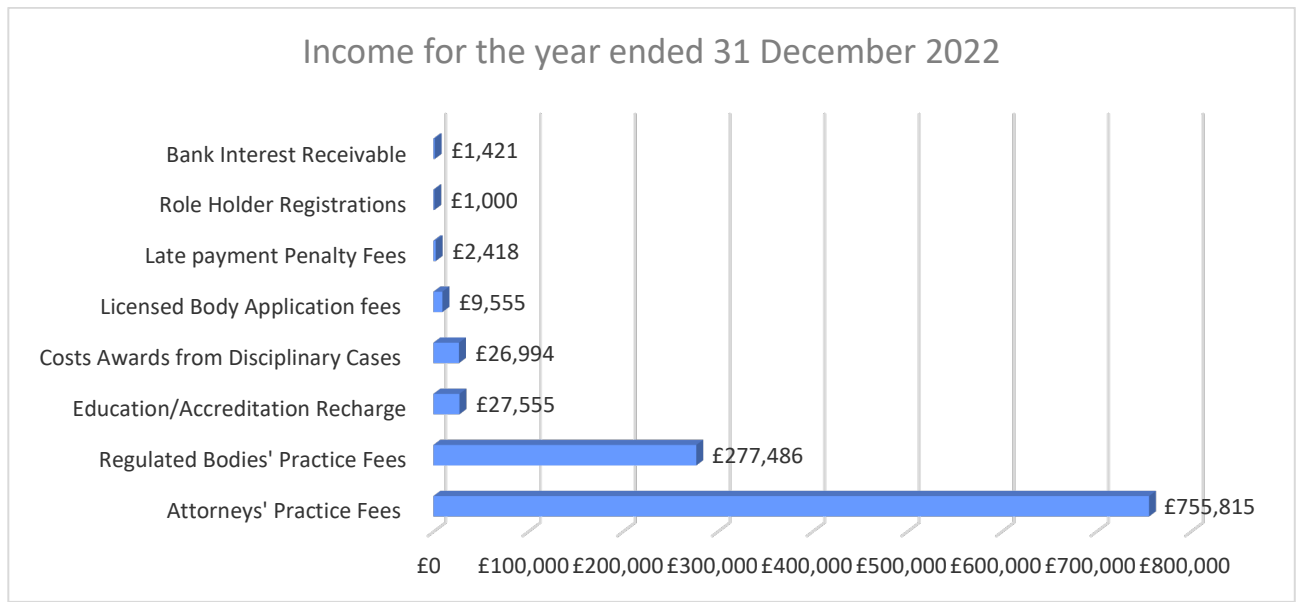 Income for the year ended 31 December 2022
Bank Interest Receivable £1,421
Role Holder Registrations £1,000
Late payment Penalty Fees £2,418
Licensed Body Application fees £9,555
Costs Awards from Disciplinary Cases £26,994
Education/Accreditation Recharge £27,555
Regulated Bodies' Practice Fees £277,486
Attorneys' Practice Fees £755,815
£0 £100,000 £200,000 £300,000 £400,000 £500,000 £600,000 £700,000 £800,000